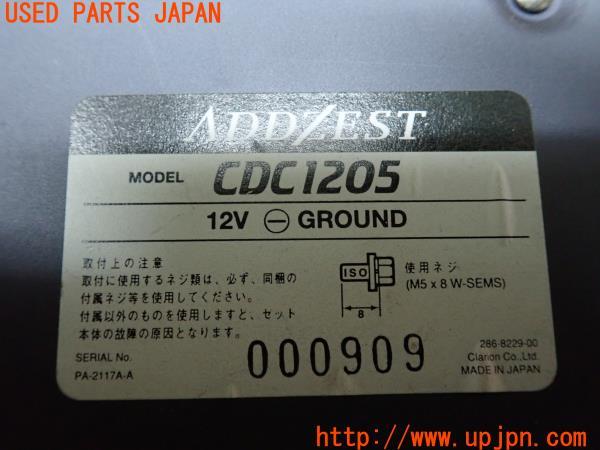 USED PARTS JAPAN
ADDZEST
MODEL CDC1205
12V ⊖ GROUND
取付上の注意
取付に使用するネジ類は、必ず、同梱の
付属ネジ等を使用してください。
付属以外のものを使用しますと、セット
本体の故障の原因となります。
ISO
8
使用ネジ
(M5 x 8 W-SEMS)
SERIAL No.
000909
PA-2117A-A
286-8229-00
Clarion Co.,Ltd.
MADE IN JAPAN
http://www.upjpn.com/